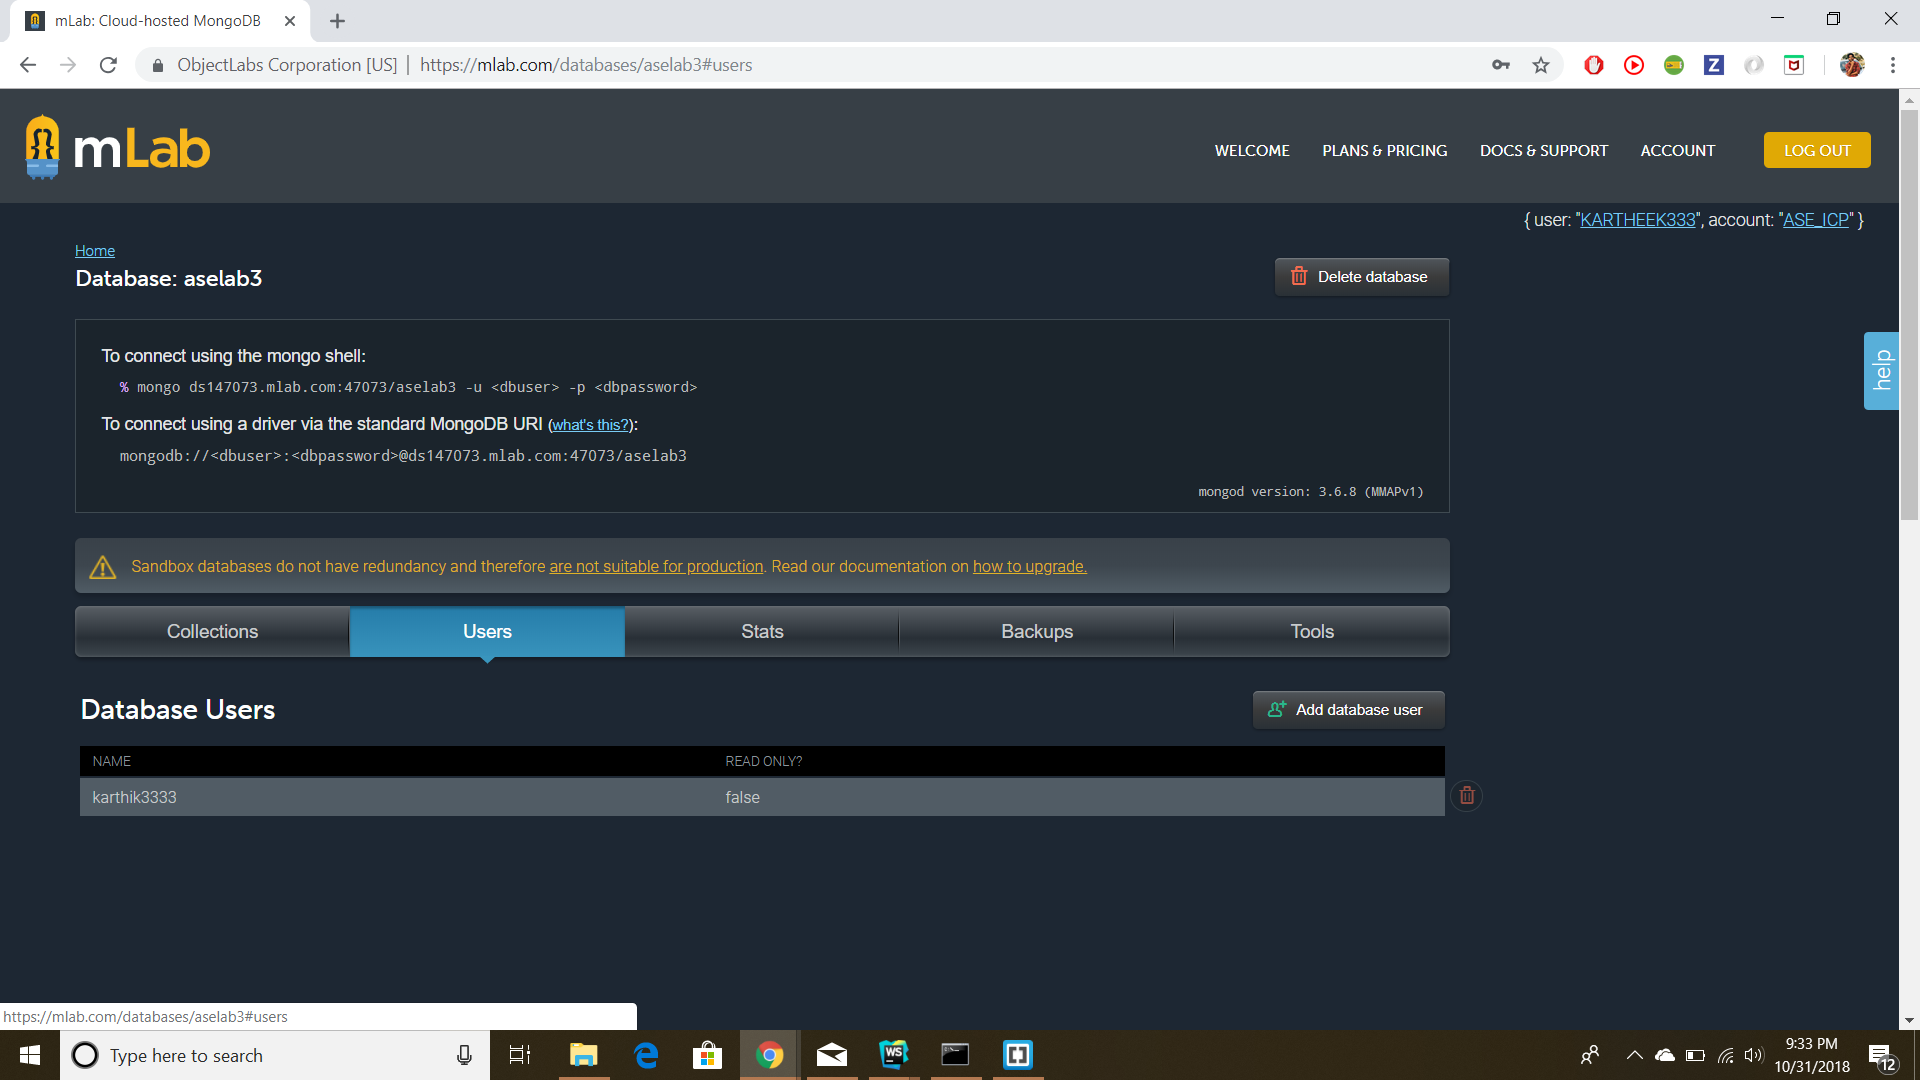 mLab: Cloud-hosted MongoDB
ObjectLabs Corporation [US] | https://mlab.com/databases/aselab3#users
Z
mLab
WELCOME PLANS & PRICING DOCS & SUPPORT ACCOUNT LOG OUT
{ user: "KARTHEEK333", account: "ASE_ICP" }
Home
Database: aselab3
Delete database
help
To connect using the mongo shell:
% mongo ds147073.mlab.com:47073/aselab3 -u <dbuser> -p <dbpassword>
To connect using a driver via the standard MongoDB URI (what's this?):
mongodb://<dbuser>:<dbpassword>@ds147073.mlab.com:47073/aselab3
mongod version: 3.6.8 (MMAPv1)
Sandbox databases do not have redundancy and therefore are not suitable for production. Read our documentation on how to upgrade.
Collections Users Stats Backups Tools
Database Users
Add database user
NAME READ ONLY?
karthik3333 false
https://mlab.com/databases/aselab3#users
Type here to search
WS
9:33 PM
10/31/2018
12